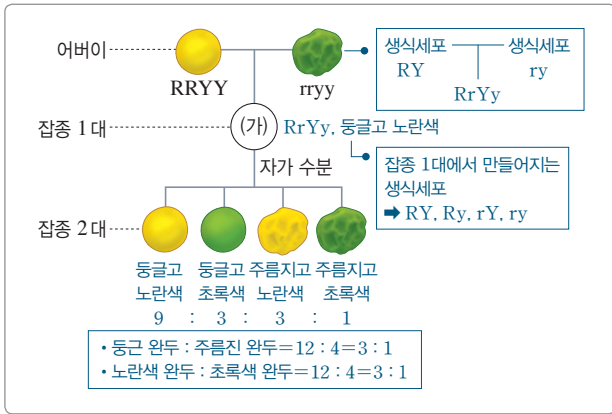 어버이
RRYY
rryy
생식세포 생식세포
RY ry
RrYy
잡종 1대
(가)
RrYy, 둥글고 노란색
자가 수분
잡종 1대에서 만들어지는
생식세포
➡ RY, Ry, rY, ry
잡종 2대
둥글고 둥글고 주름지고 주름지고
노란색 초록색 노란색 초록색
9 : 3 : 3 : 1
• 둥근 완두 : 주름진 완두=12 : 4=3 : 1
• 노란색 완두 : 초록색 완두=12 : 4=3 : 1